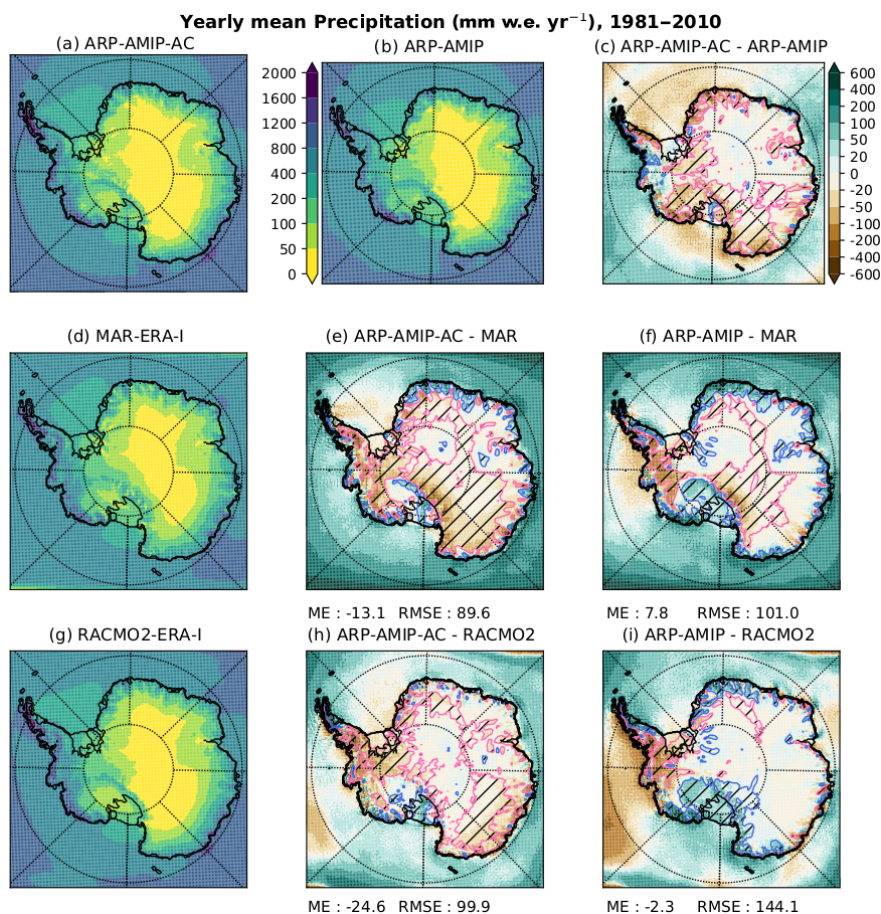 Yearly mean Precipitation (mm w.e. yr⁻¹), 1981–2010
(a) ARP-AMIP-AC
(b) ARP-AMIP
(c) ARP-AMIP-AC - ARP-AMIP
2000
1600
1200
800
400
200
100
50
0
600
400
200
100
50
20
0
-20
-50
-100
-200
-400
-600
(d) MAR-ERA-I
(e) ARP-AMIP-AC - MAR
(f) ARP-AMIP - MAR
ME : -13.1 RMSE : 89.6
ME : 7.8 RMSE : 101.0
(g) RACMO2-ERA-I
(h) ARP-AMIP-AC - RACMO2
(i) ARP-AMIP - RACMO2
ME : -24.6 RMSE : 99.9
ME : -2.3 RMSE : 144.1